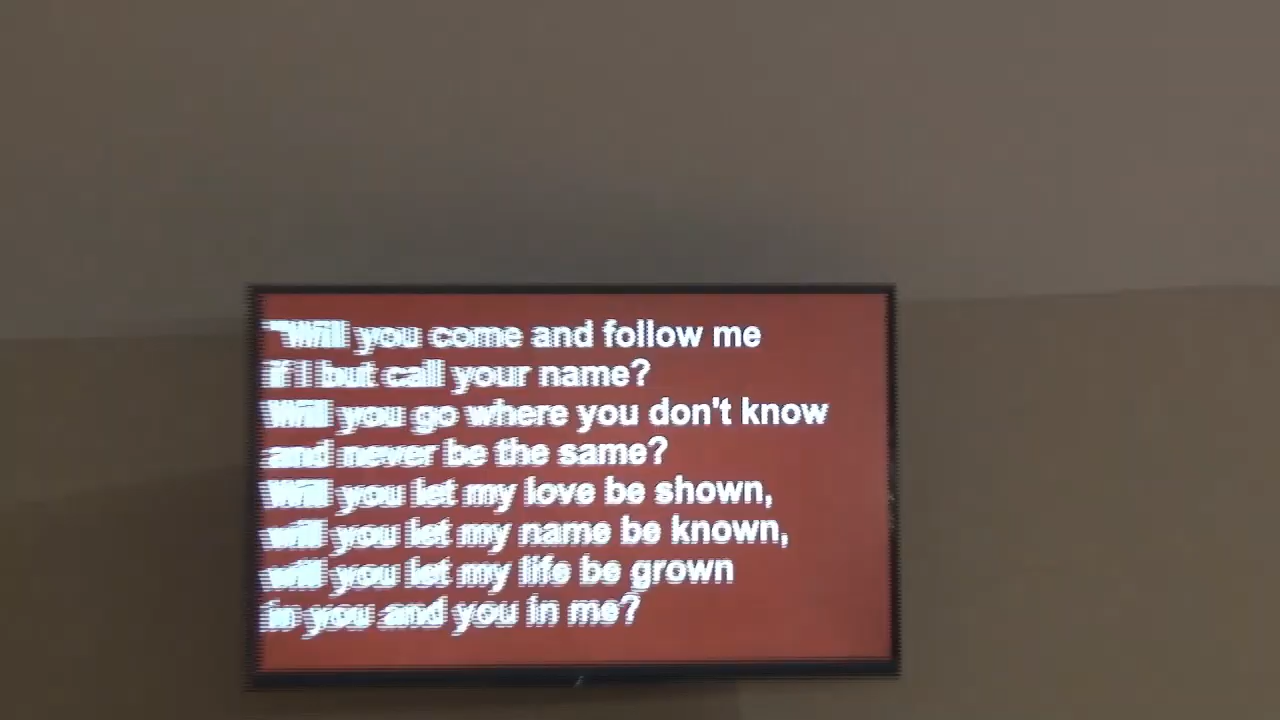 "Will you come and follow me
if I but call your name?
Will you go where you don't know
and never be the same?
Will you let my love be shown,
will you let my name be known,
will you let my life be grown
in you and you in me?